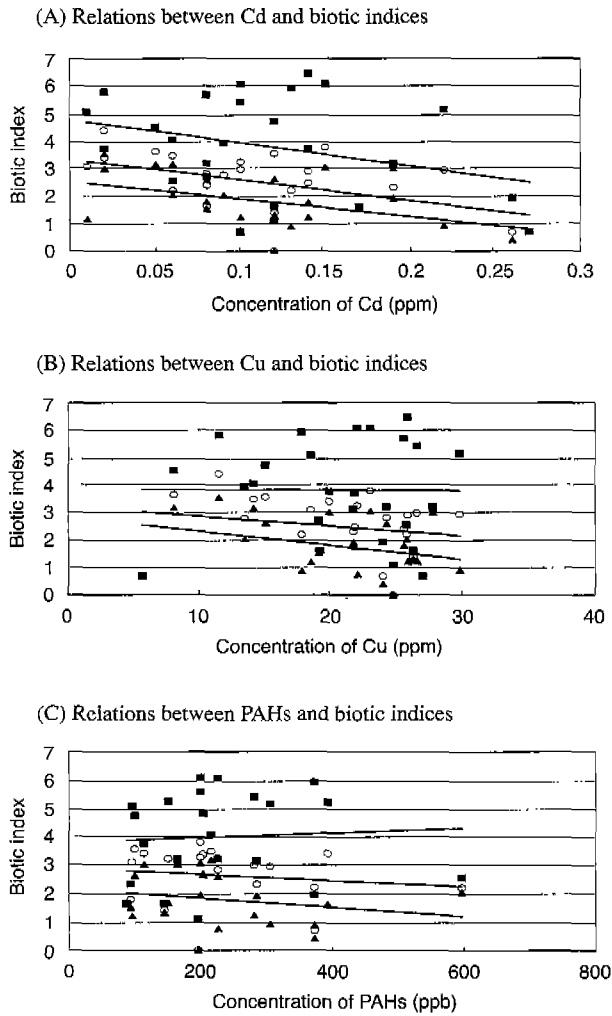 (A) Relations between Cd and biotic indices
7
6
5
4
3
2
1
0
Biotic index
0 0.05 0.1 0.15 0.2 0.25 0.3
Concentration of Cd (ppm)
(B) Relations between Cu and biotic indices
7
6
5
4
3
2
1
0
Biotic index
0 10 20 30 40
Concentration of Cu (ppm)
(C) Relations between PAHs and biotic indices
7
6
5
4
3
2
1
0
Biotic index
0 200 400 600 800
Concentration of PAHs (ppb)